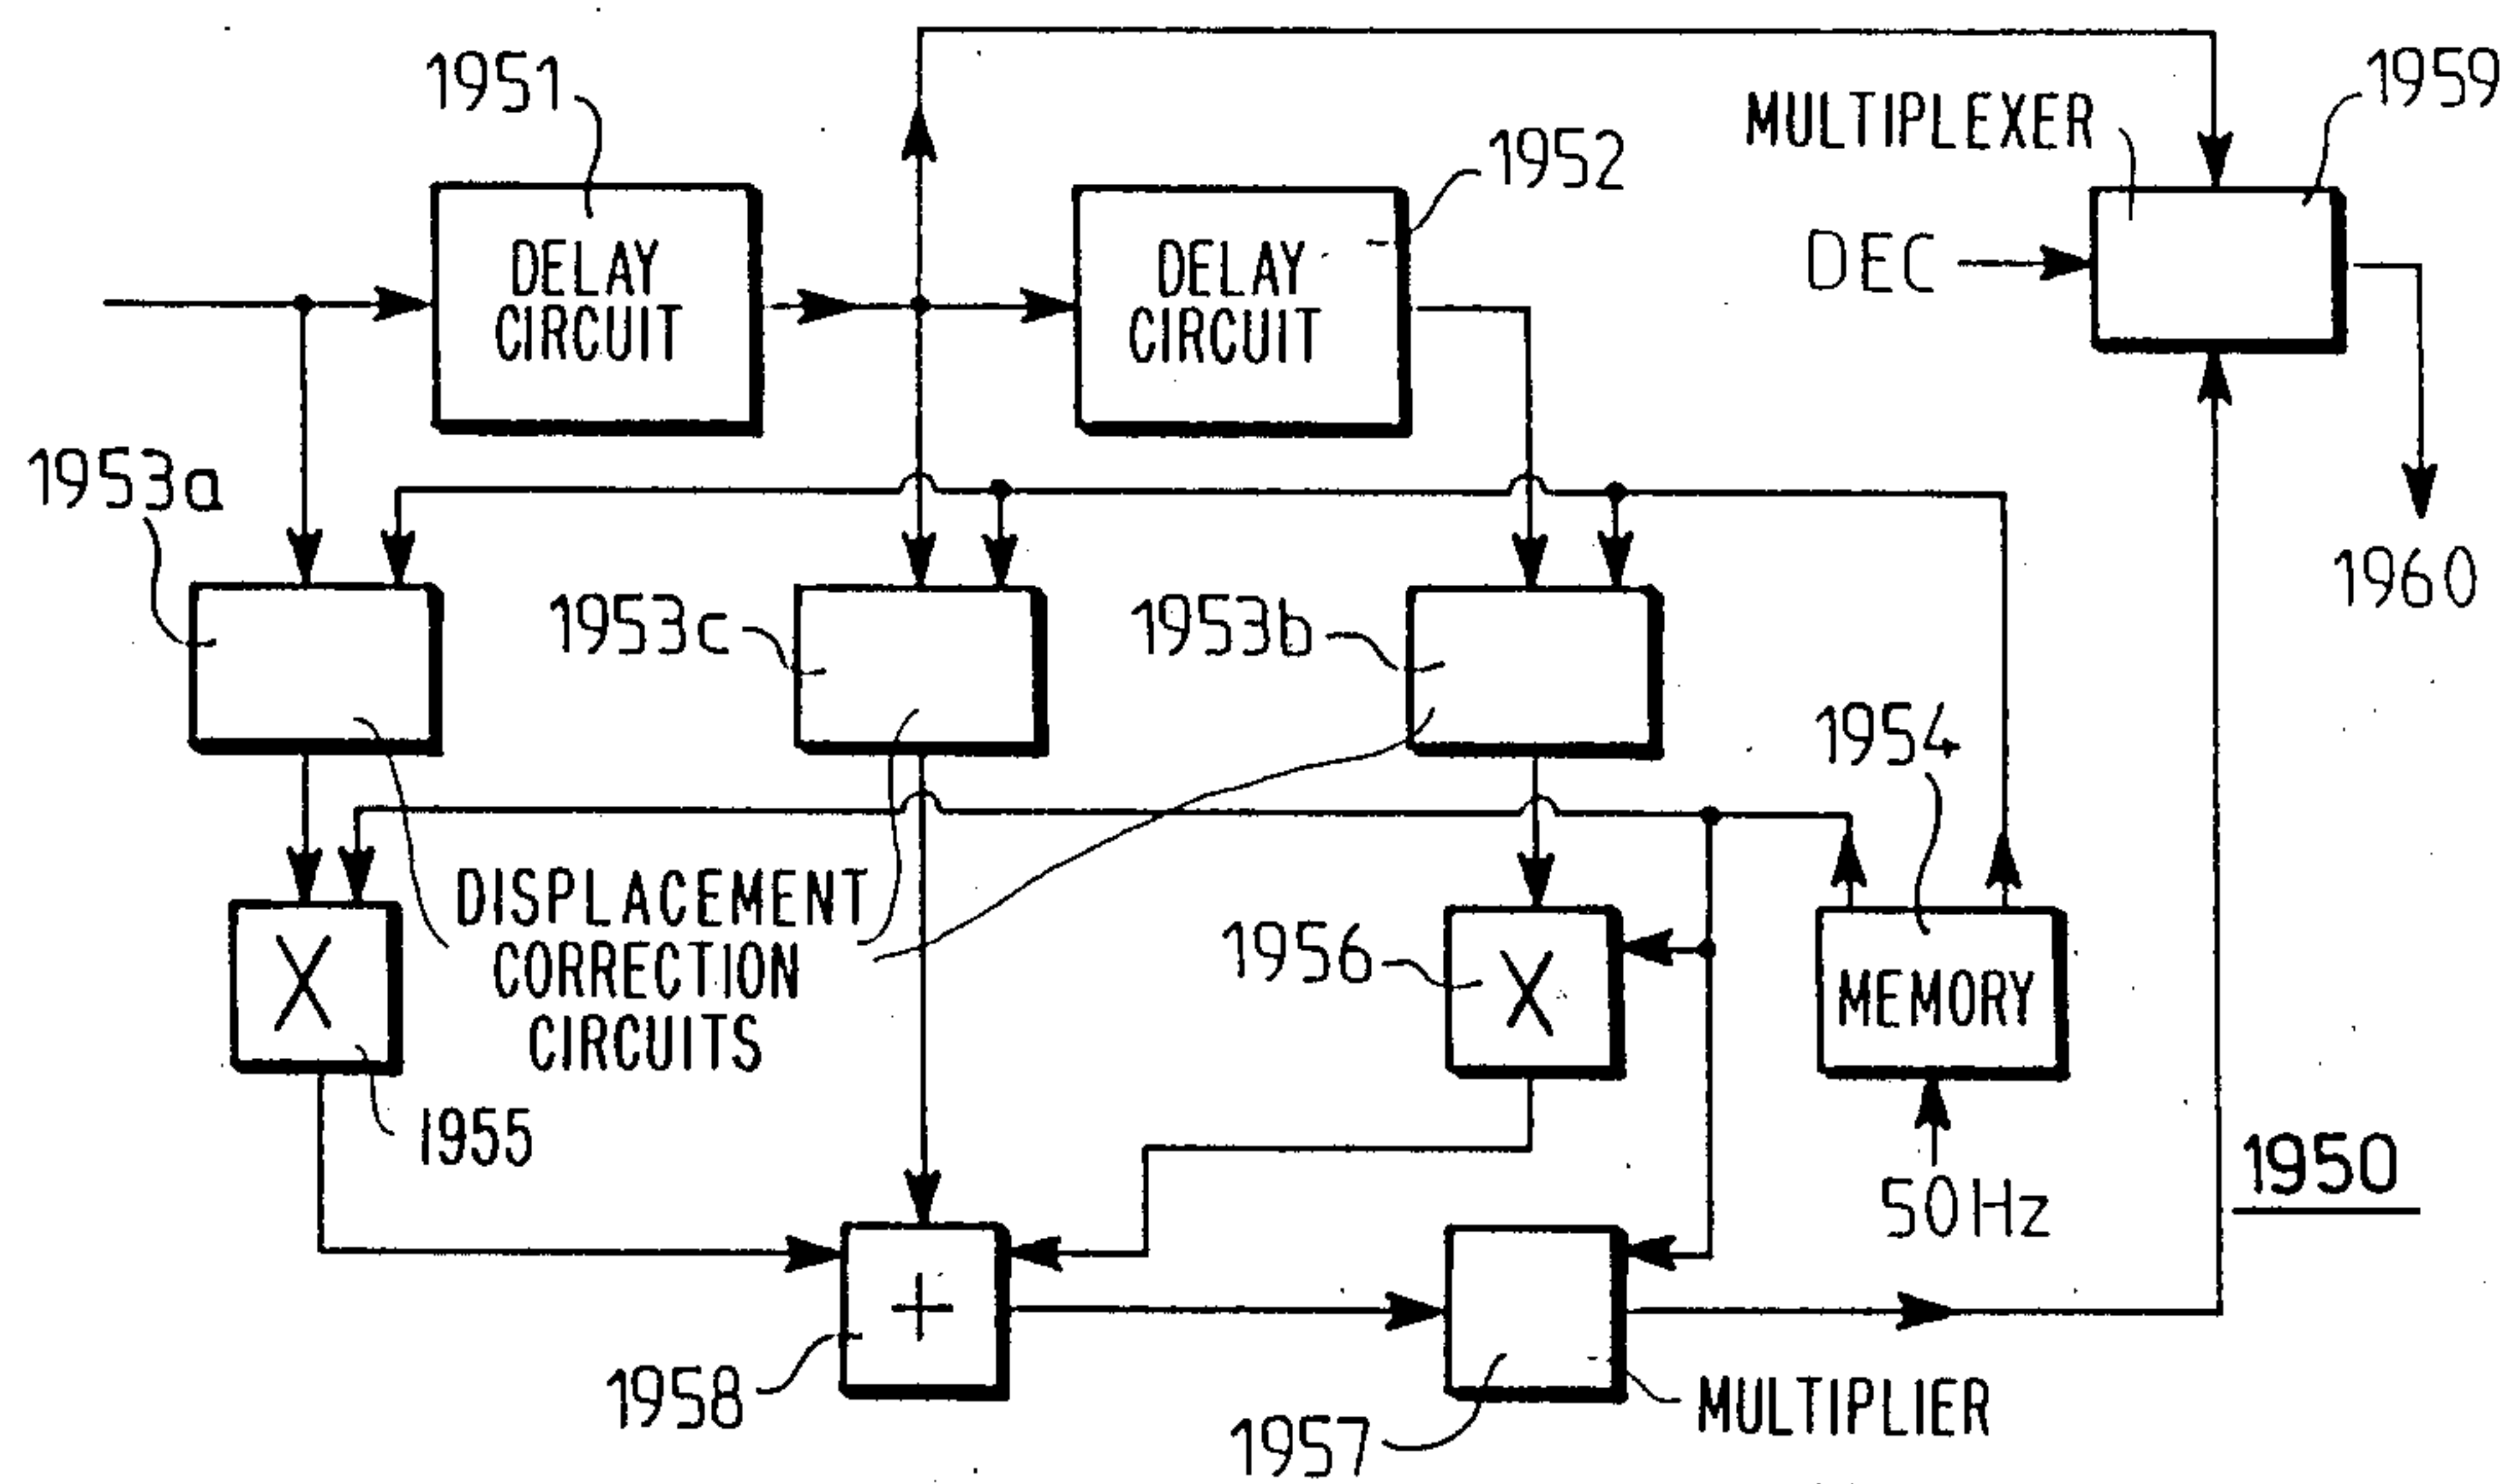 1951
1959
MULTIPLEXER
1952
DELAY
CIRCUIT
DELAY
CIRCUIT
DEC
1953a
1960
1953c
1953b
1954
DISPLACEMENT
CORRECTION
CIRCUITS
X
1956
X
MEMORY
1955
1950
50Hz
+
1958
1957
MULTIPLIER